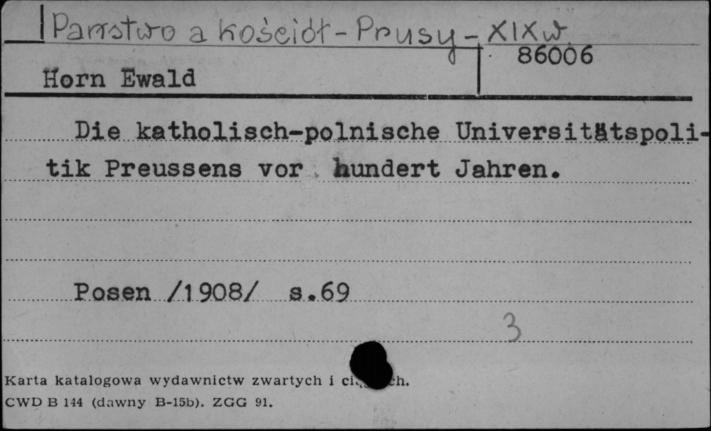 Państwo a Kościół - Prusy - XIX w.
86006
Horn Ewald
Die katholisch-polnische Universitätspoli-
tik Preussens vor hundert Jahren.
Posen /1908/ s.69
3
Karta katalogowa wydawnictw zwartych i
CWD B 144 (dawny B-15b). ZGG 91.